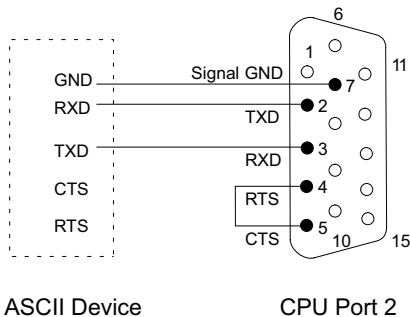 6
1
11
GND
Signal GND
7
RXD
2
TXD
TXD
3
RXD
CTS
4
RTS
RTS
5
CTS
10
15
ASCII Device
CPU Port 2